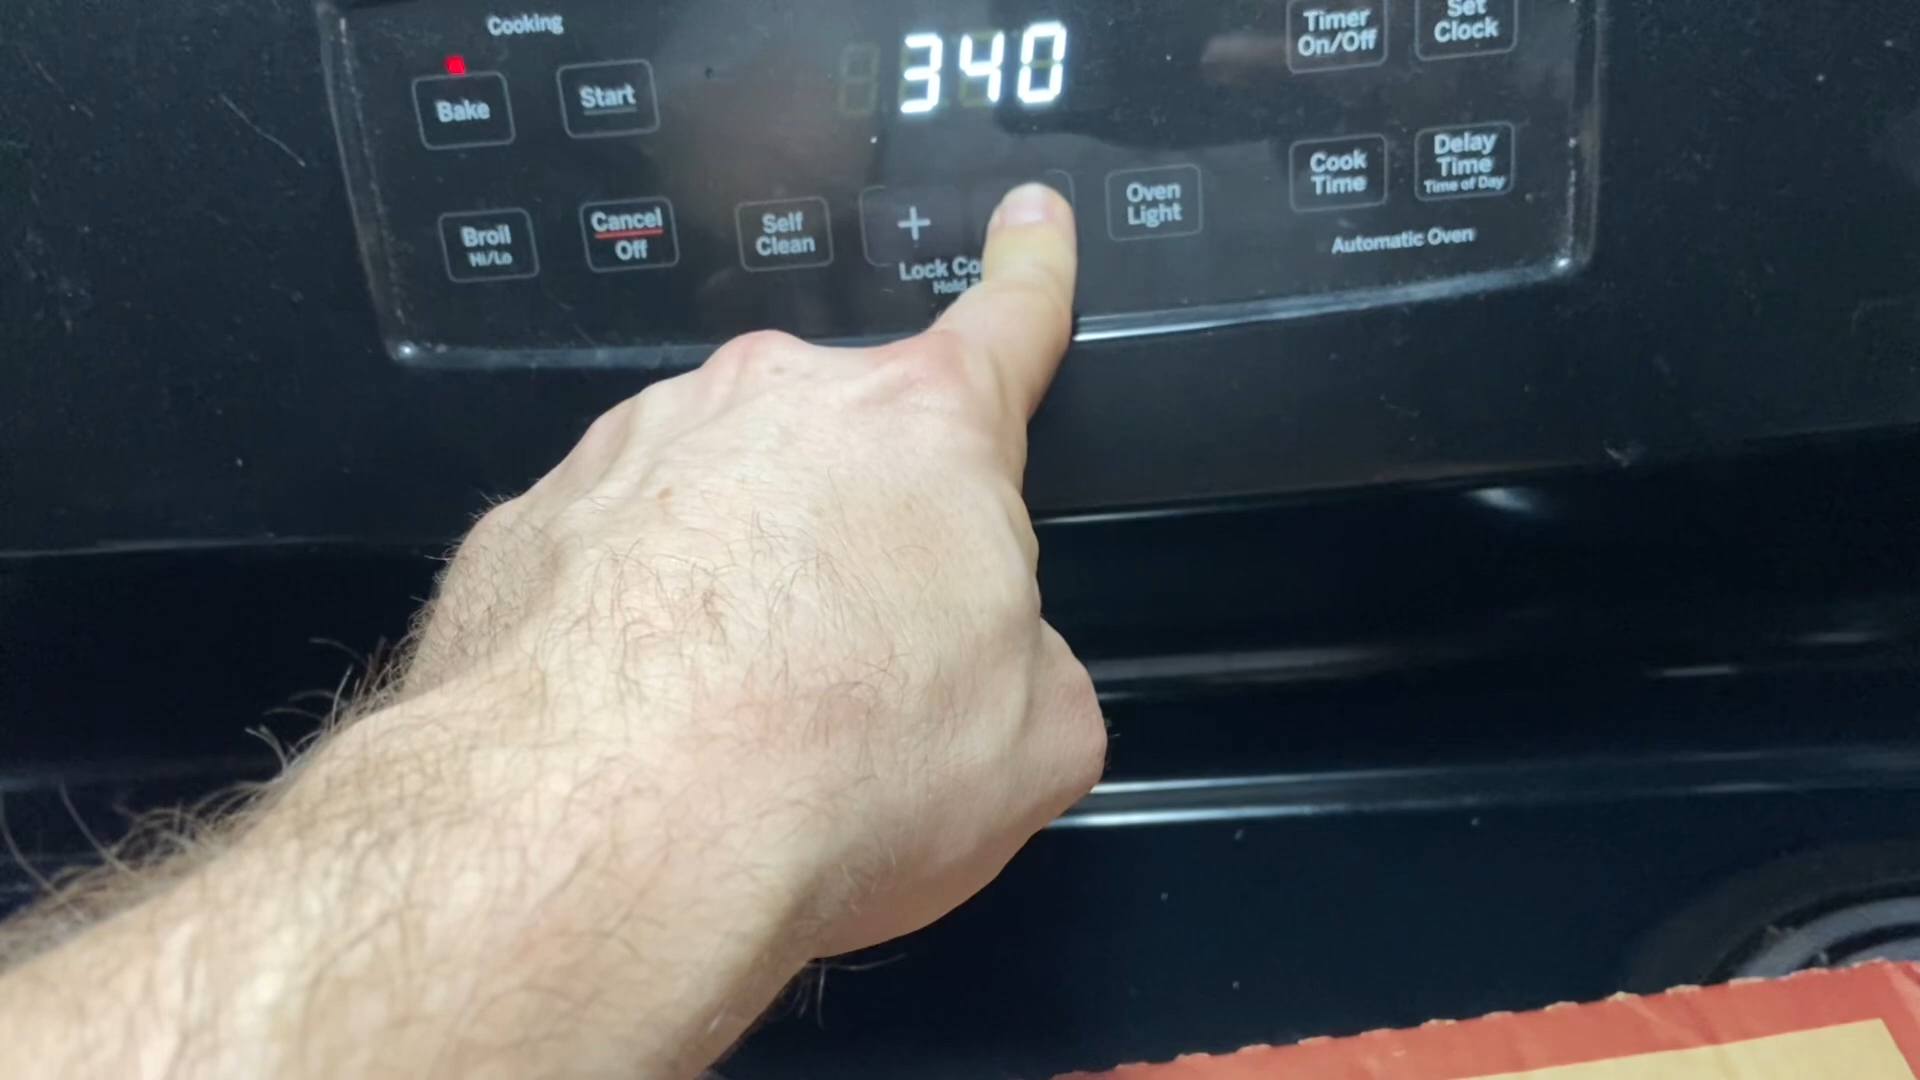 Cooking
Bake
Start
340
Timer
On/Off
Set
Clock
Broil
Hi/Lo
Cancel
Off
Self
Clean
+
Lock Co
Hold
Oven
Light
Cook
Time
Delay
Time
Time of Day
Automatic Oven